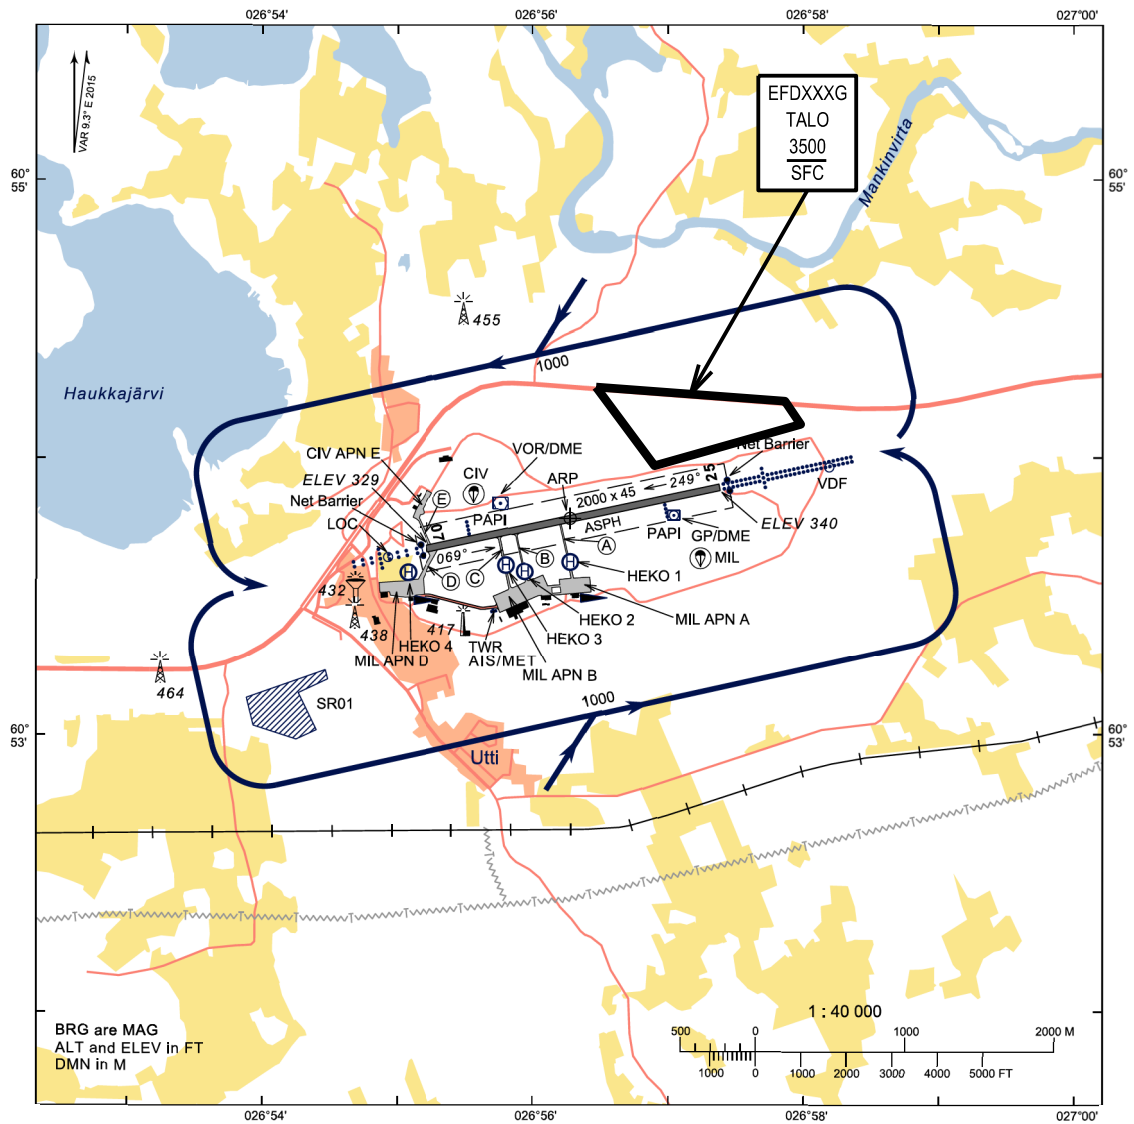 026°54'
026°56'
026°58'
027°00'
VAR 9.3° E 2015
EFDXXXG
TALO
3500
SFC
Mankinvirta
60°
55'
60°
55'
455
1000
Haukkajärvi
CIV APN E
VOR/DME
Net Barrier
ELEV 329
CIV
ARP
25
249°
2000 x 45
VDF
Net Barrier
E
PAPI
LOC
07
ASPH
PAPI
ELEV 340
GP/DME
MIL
069°
A
B
C
D
H
H
H
H
HEKO 1
432
438
417
HEKO 2
MIL APN A
HEKO 3
HEKO 4
TWR
AIS/MET
MIL APN D
MIL APN B
464
SR01
1000
60°
53'
60°
53'
Utti
BRG are MAG
ALT and ELEV in FT
DMN in M
1 : 40 000
500
0
1000
2000 M
1000
0
1000
2000
3000
4000
5000 FT
026°54'
026°56'
026°58'
027°00'